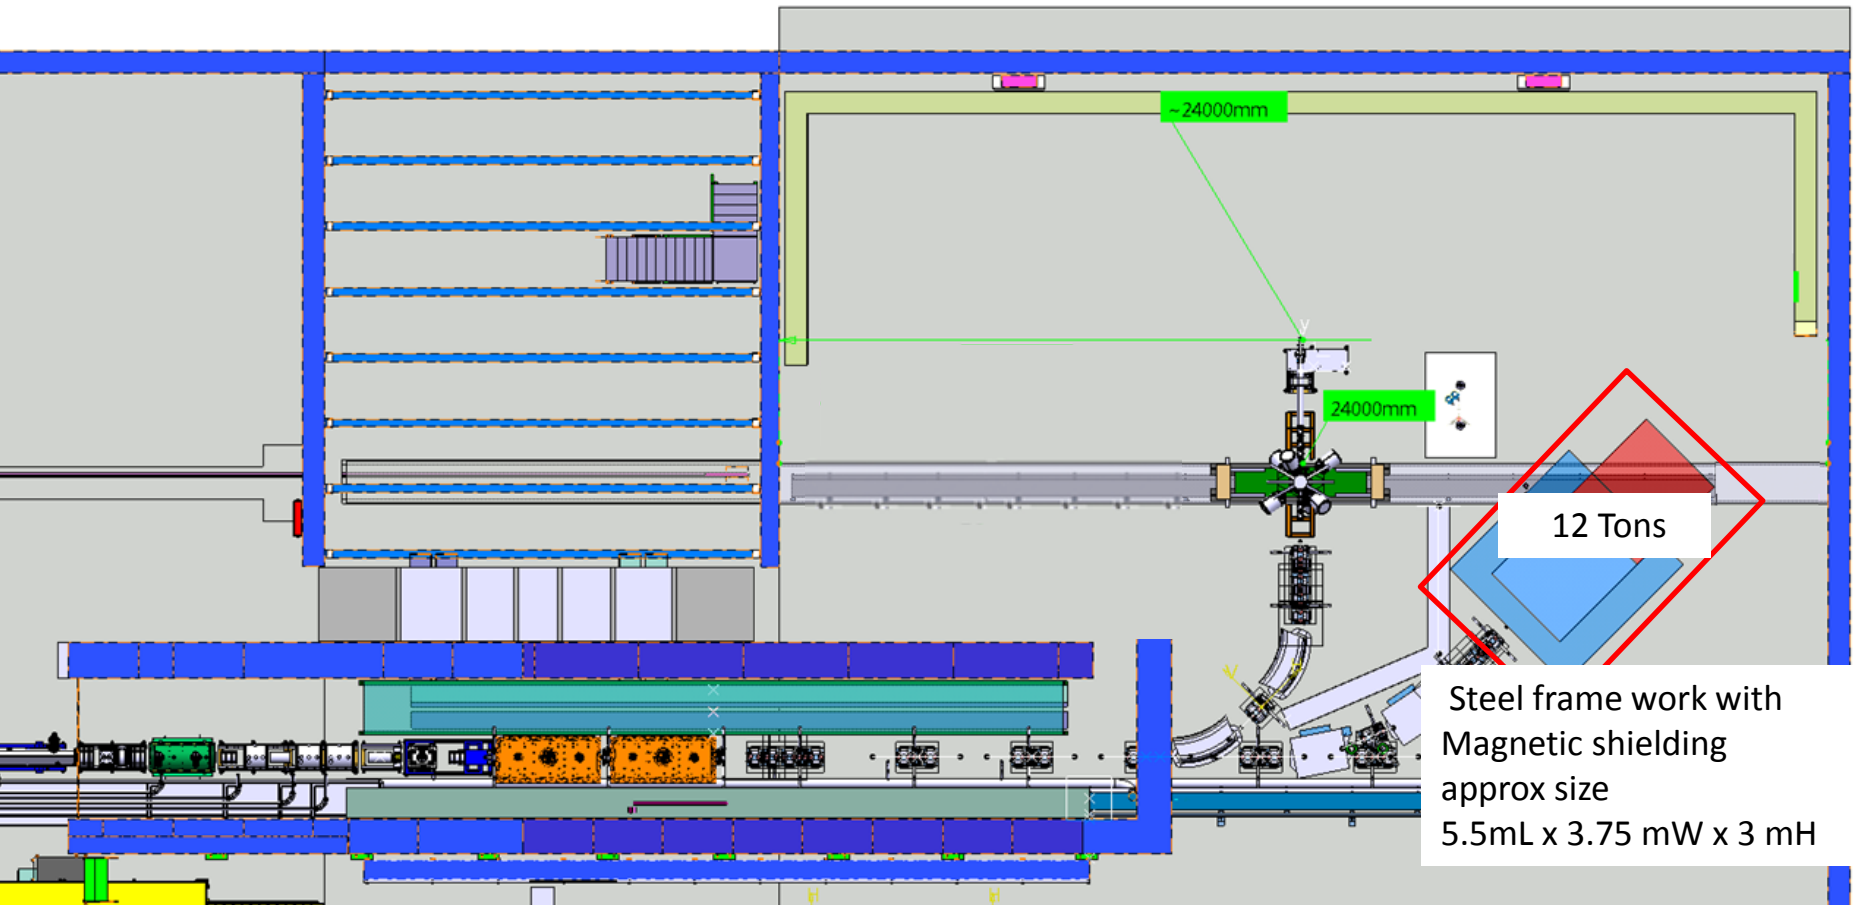 ~24000mm
y
24000mm
12 Tons
Steel frame work with
Magnetic shielding
approx size
5.5mL x 3.75 mW x 3 mH